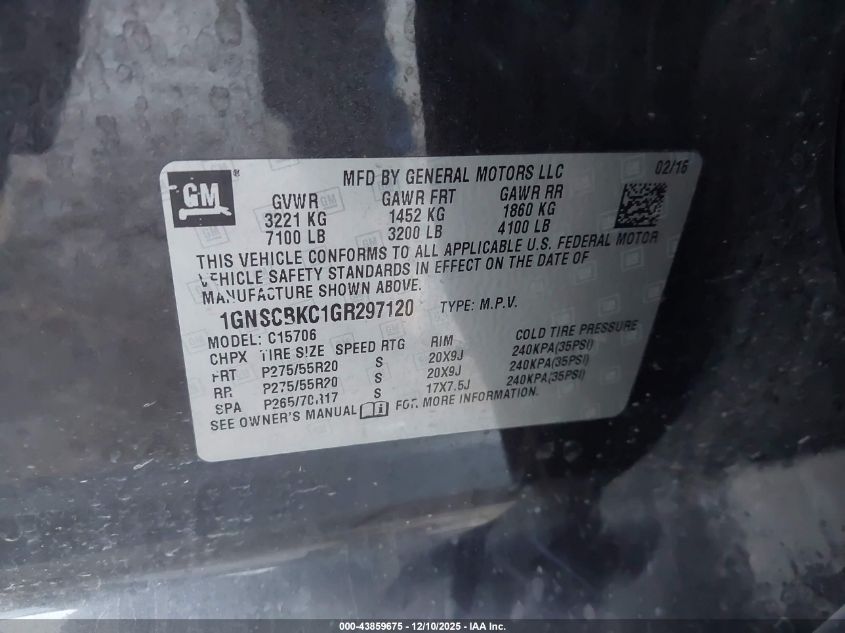 GM ®
MFD BY GENERAL MOTORS LLC 02/16
GVWR GAWR FRT GAWR RR
3221 KG 1452 KG 1860 KG
7100 LB 3200 LB 4100 LB
THIS VEHICLE CONFORMS TO ALL APPLICABLE U.S. FEDERAL MOTOR
VEHICLE SAFETY STANDARDS IN EFFECT ON THE DATE OF
MANUFACTURE SHOWN ABOVE.
1GNSCBKC1GR297120 TYPE: M.P.V.
MODEL: C15706
CHPX TIRE SIZE SPEED RTG RIM COLD TIRE PRESSURE
FRT P275/55R20 S 20X9J 240KPA(35PSI)
RR P275/55R20 S 20X9J 240KPA(35PSI)
SPA P265/70R17 S 17X7.5J 240KPA(35PSI)
SEE OWNER'S MANUAL FOR MORE INFORMATION.
000-43859675 - 12/10/2025 - IAA Inc.